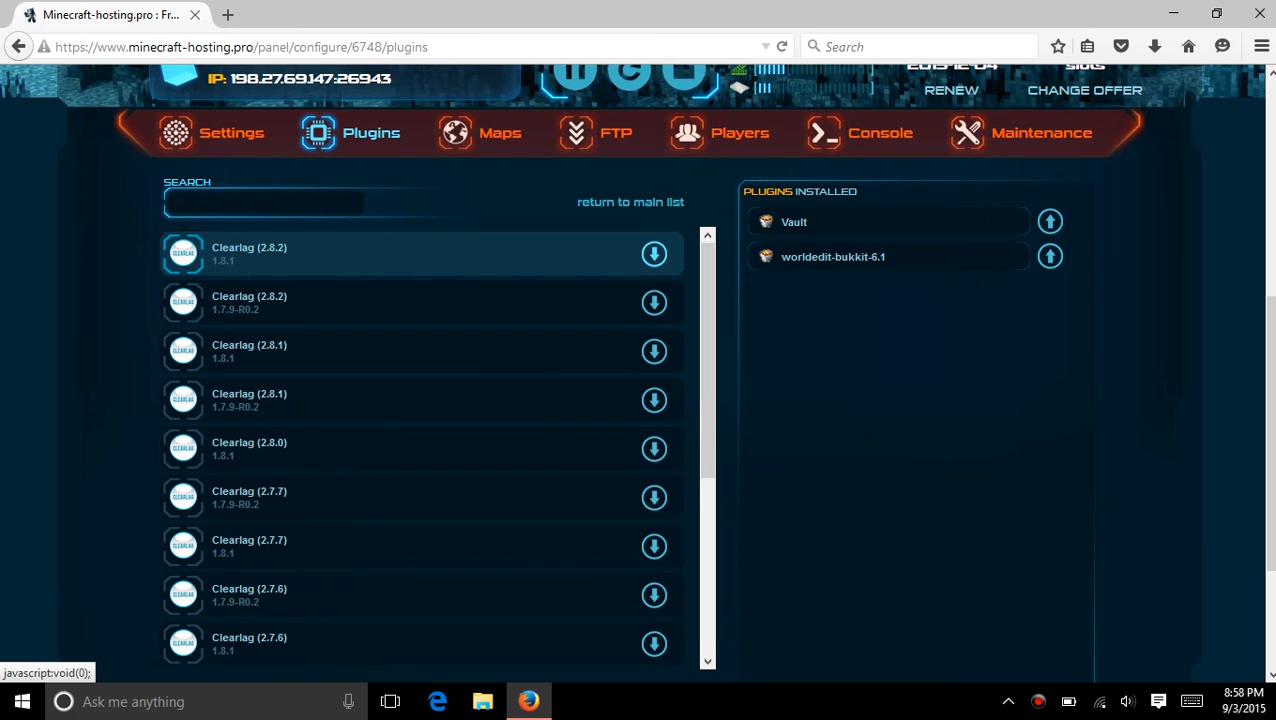 Minecraft-hosting.pro : Fr...
https://www.minecraft-hosting.pro/panel/configure/6748/plugins
Search
IP: 198.27.69.147:26943
2015-12-04
slots
RENEW
CHANGE OFFER
Settings
Plugins
Maps
FTP
Players
Console
Maintenance
SEARCH
return to main list
PLUGINS INSTALLED
Vault
worldedit-bukkit-6.1
Clearlag (2.8.2)
1.8.1
Clearlag (2.8.2)
1.7.9-R0.2
Clearlag (2.8.1)
1.8.1
Clearlag (2.8.1)
1.7.9-R0.2
Clearlag (2.8.0)
1.8.1
Clearlag (2.7.7)
1.7.9-R0.2
Clearlag (2.7.7)
1.8.1
Clearlag (2.7.6)
1.7.9-R0.2
Clearlag (2.7.6)
1.8.1
javascript:void(0);
Ask me anything
8:58 PM
9/3/2015